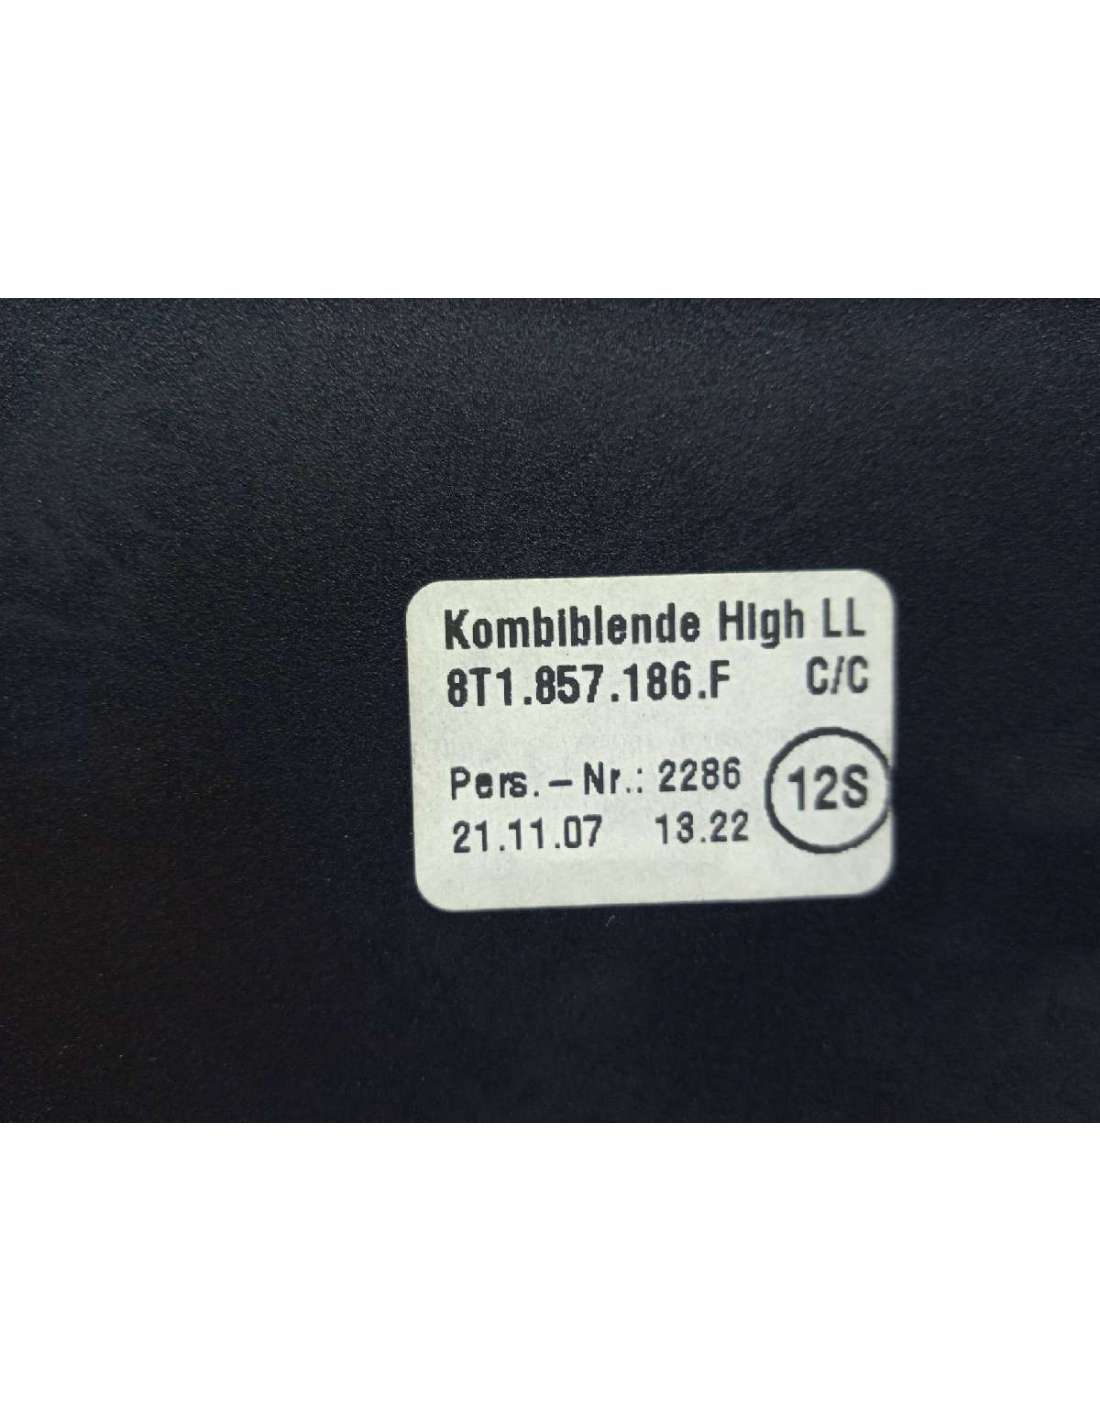 Kombiblende High LL
8T1.857.186.F C/C
Pers.-Nr.: 2286
12S
21.11.07 13.22